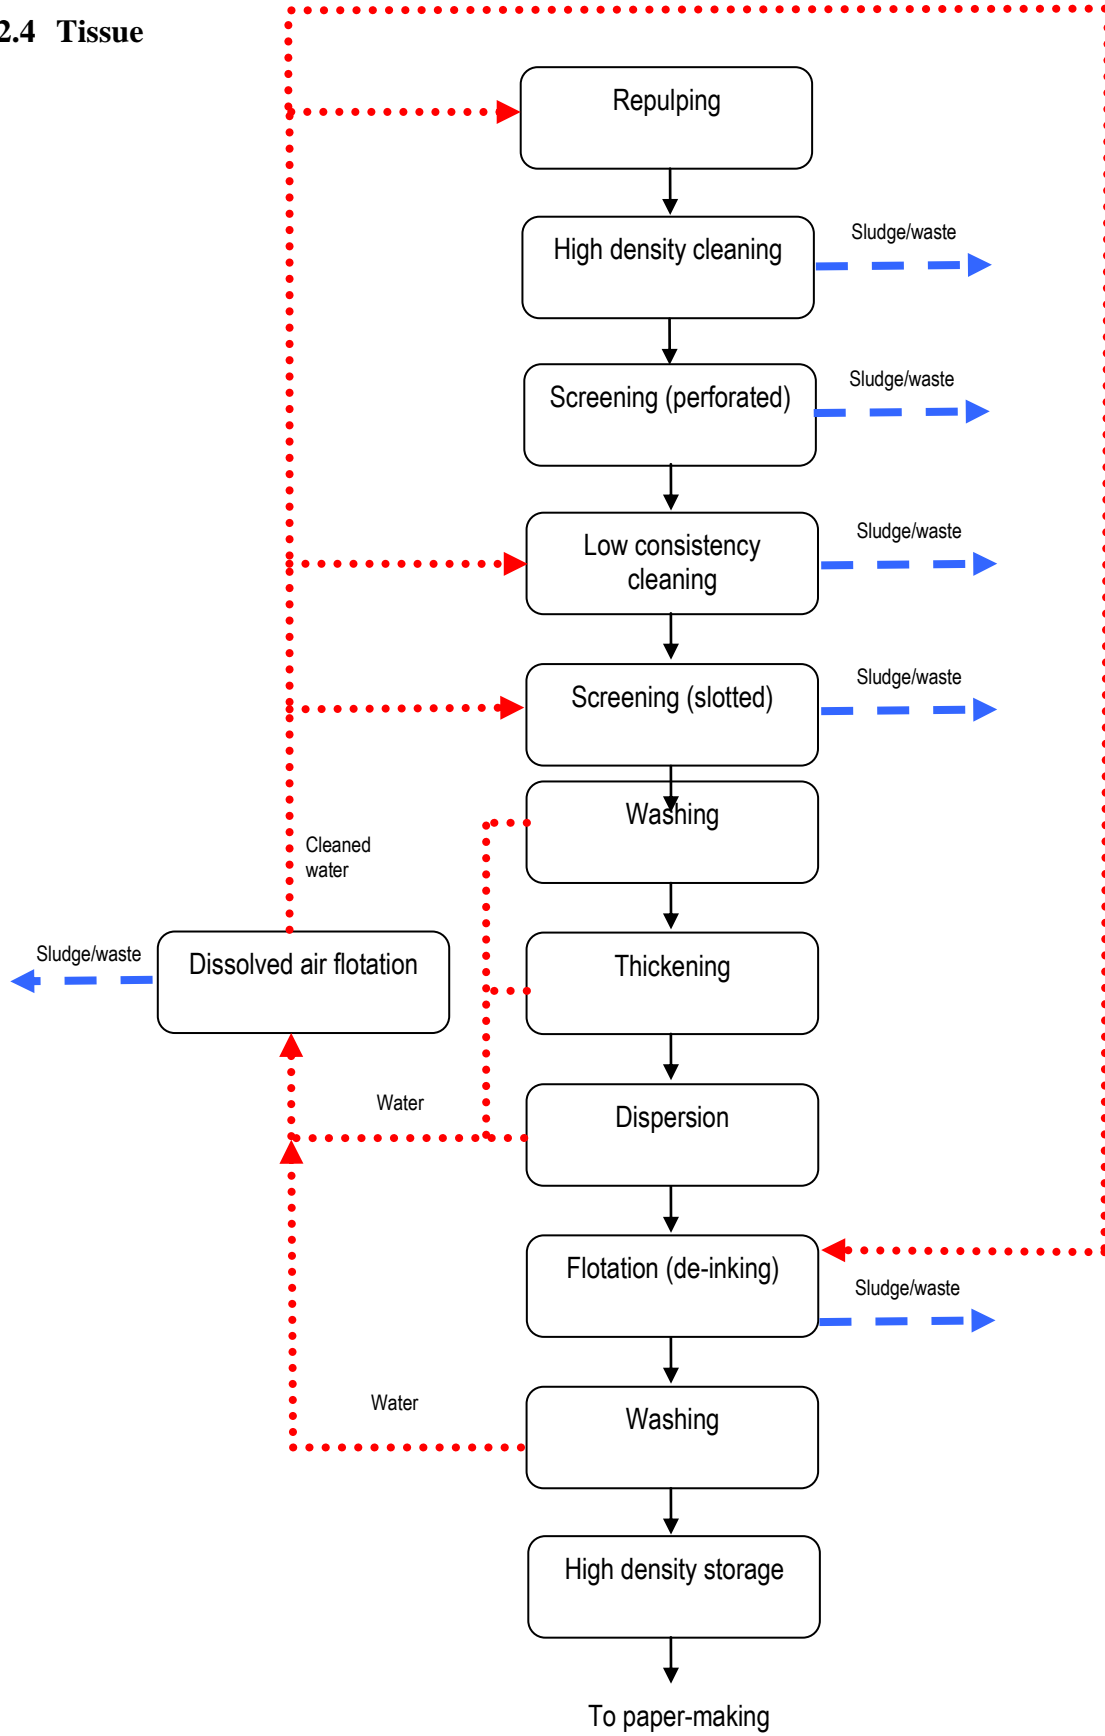 2.4 Tissue
Repulping
High density cleaning
Sludge/waste
Screening (perforated)
Sludge/waste
Low consistency
cleaning
Sludge/waste
Screening (slotted)
Sludge/waste
Washing
Cleaned
water
Sludge/waste
Dissolved air flotation
Thickening
Water
Dispersion
Flotation (de-inking)
Sludge/waste
Water
Washing
High density storage
To paper-making